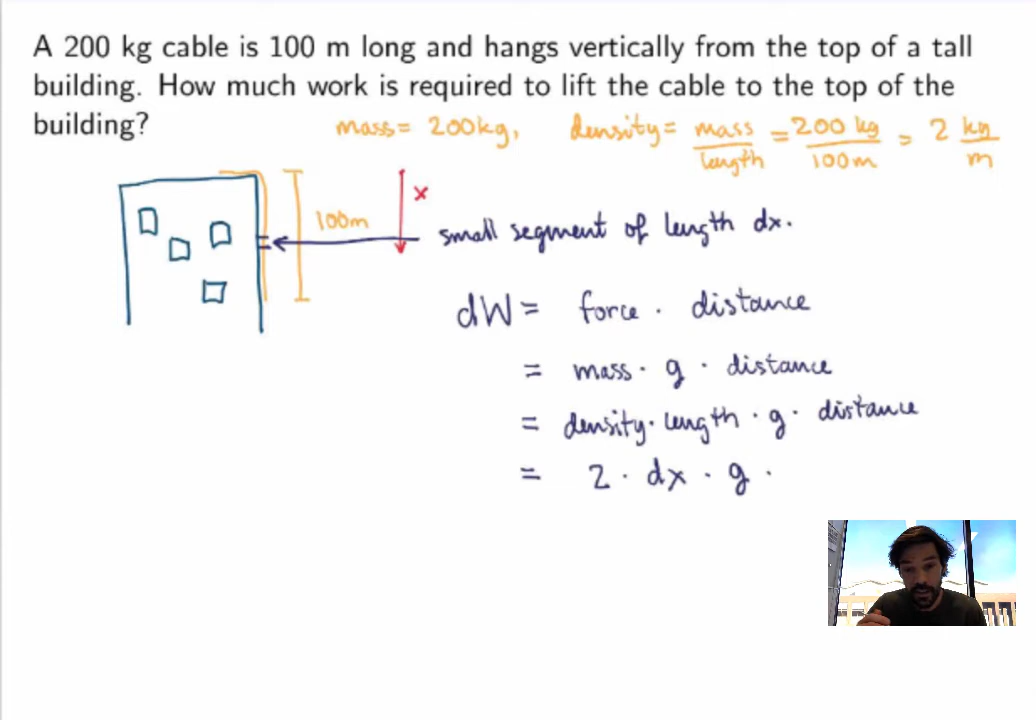 A 200 kg cable is 100 m long and hangs vertically from the top of a tall
building. How much work is required to lift the cable to the top of the
building?
mass = 200kg, density = mass/length = 200 kg/100m = 2 kg/m
100m
x
small segment of length dx.
dW = force · distance
= mass · g · distance
= density · length · g · distance
= 2 · dx · g ·